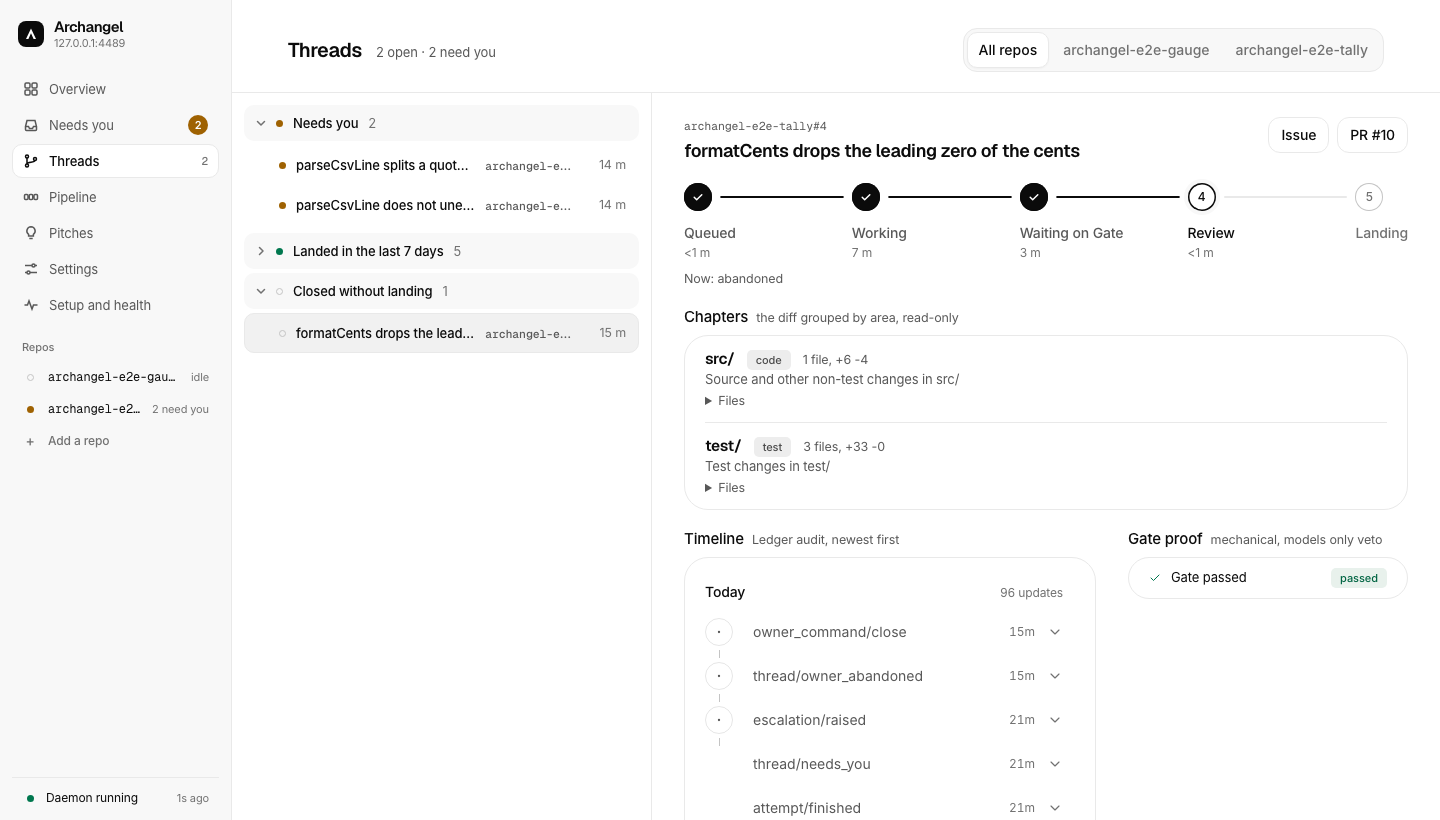 Archangel
127.0.0.1:4489
Overview
Needs you 2
Threads 2
Pipeline
Pitches
Settings
Setup and health
Repos
archangel-e2e-gau… idle
archangel-e2… 2 need you
+ Add a repo
Daemon running 1s ago
Threads 2 open · 2 need you
All repos archangel-e2e-gauge archangel-e2e-tally
Needs you 2
parseCsvLine splits a quot… archangel-e… 14 m
parseCsvLine does not une… archangel-e… 14 m
Landed in the last 7 days 5
Closed without landing 1
formatCents drops the lead… archangel-e… 15 m
archangel-e2e-tally#4
formatCents drops the leading zero of the cents
Issue PR #10
4 5
Queued Working Waiting on Gate Review Landing
<1 m 7 m 3 m <1 m
Now: abandoned
Chapters the diff grouped by area, read-only
src/ code 1 file, +6 -4
Source and other non-test changes in src/
Files
test/ test 3 files, +33 -0
Test changes in test/
Files
Timeline Ledger audit, newest first
Today 96 updates
owner_command/close 15m
thread/owner_abandoned 15m
escalation/raised 21m
thread/needs_you 21m
attempt/finished 21m
Gate proof mechanical, models only veto
Gate passed passed